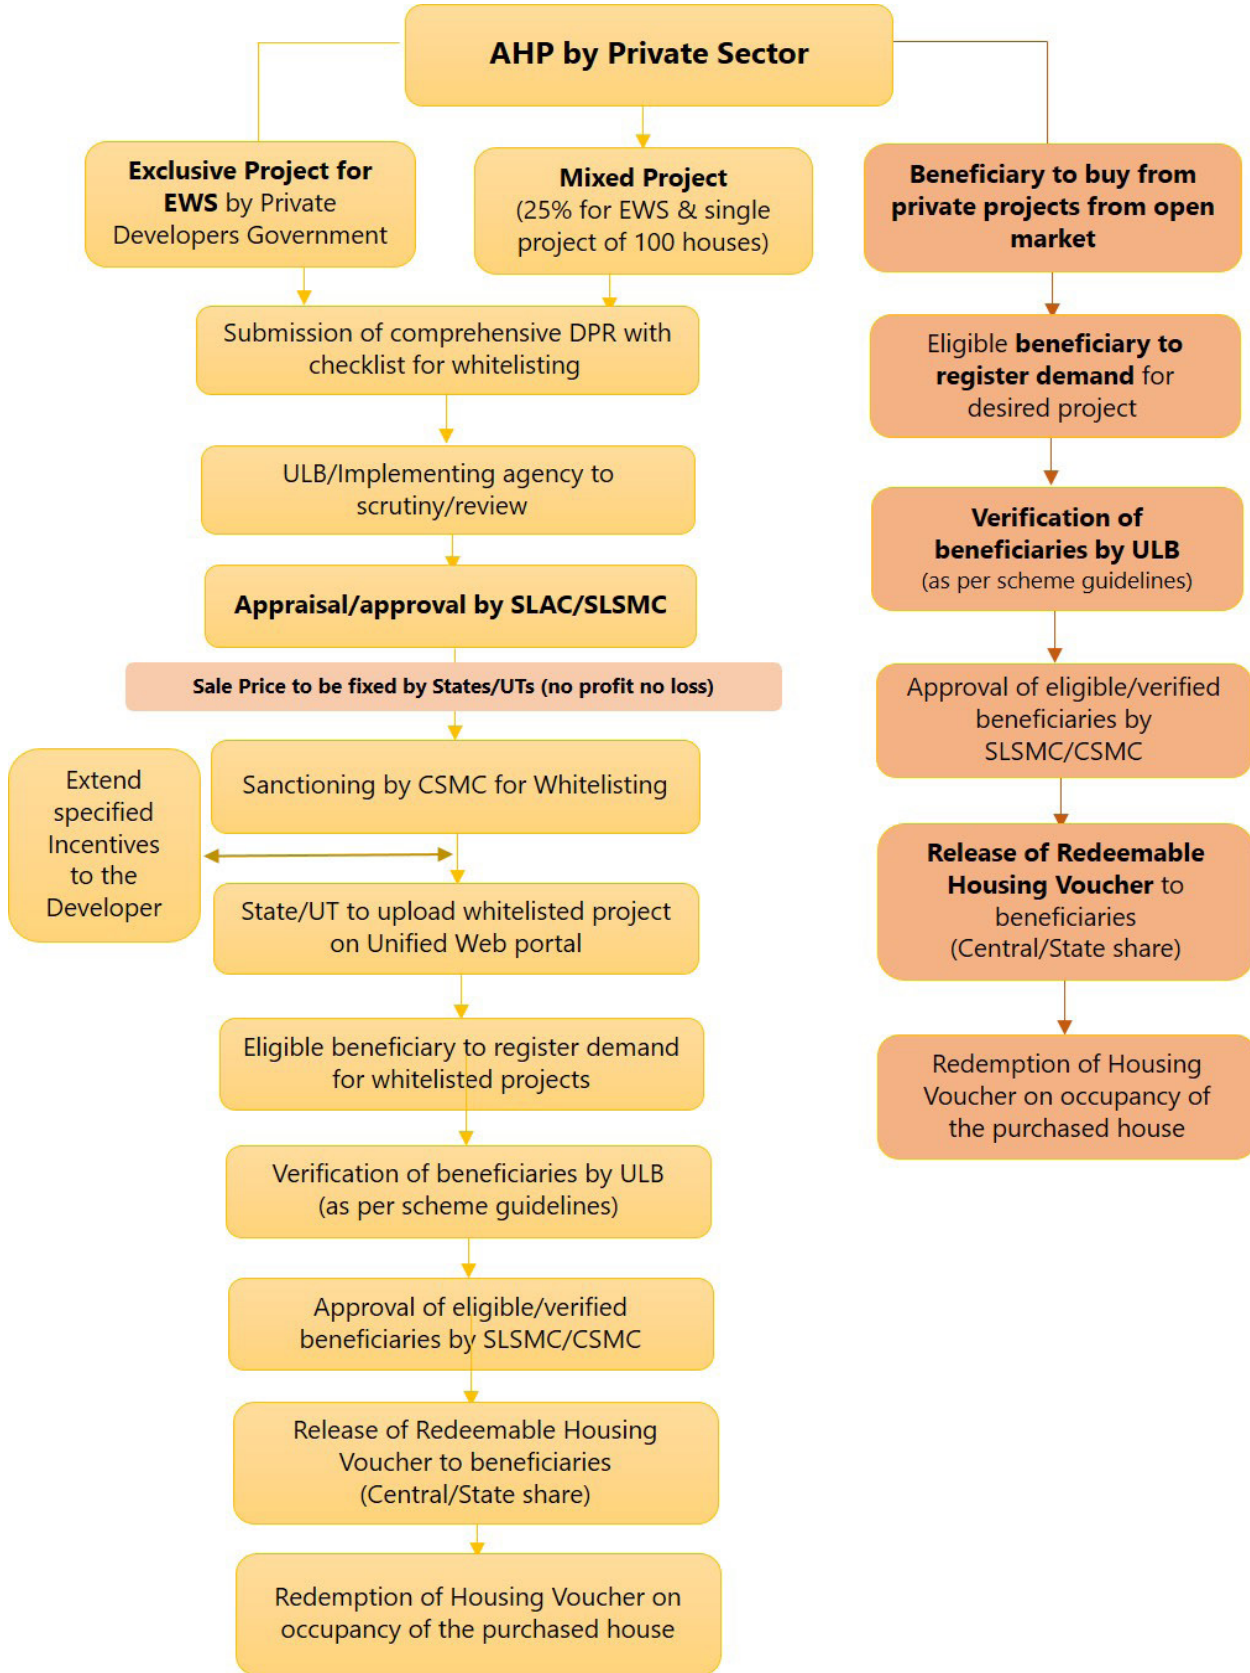 AHP by Private Sector
Exclusive Project for
EWS by Private
Developers Government
Mixed Project
(25% for EWS & single
project of 100 houses)
Beneficiary to buy from
private projects from open
market
Submission of comprehensive DPR with
checklist for whitelisting
ULB/Implementing agency to
scrutiny/review
Appraisal/approval by SLAC/SLSMC
Sale Price to be fixed by States/UTs (no profit no loss)
Sanctioning by CSMC for Whitelisting
Extend
specified
Incentives
to the
Developer
State/UT to upload whitelisted project
on Unified Web portal
Eligible beneficiary to register demand
for whitelisted projects
Verification of beneficiaries by ULB
(as per scheme guidelines)
Approval of eligible/verified
beneficiaries by SLSMC/CSMC
Release of Redeemable Housing
Voucher to beneficiaries
(Central/State share)
Redemption of Housing Voucher on
occupancy of the purchased house
Eligible beneficiary to
register demand for
desired project
Verification of
beneficiaries by ULB
(as per scheme guidelines)
Approval of eligible/verified
beneficiaries by
SLSMC/CSMC
Release of Redeemable
Housing Voucher to
beneficiaries
(Central/State share)
Redemption of Housing
Voucher on occupancy of
the purchased house